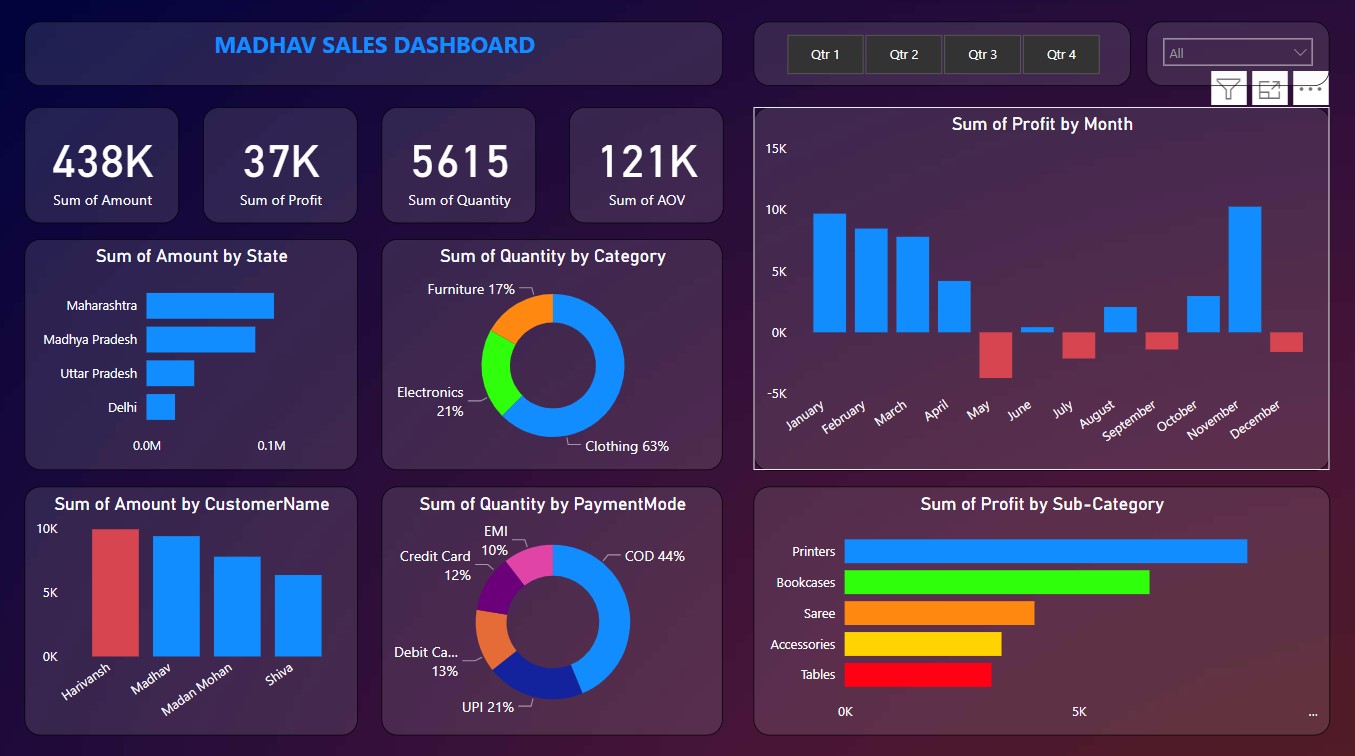 MADHAV SALES DASHBOARD
Qtr 1
Qtr 2
Qtr 3
Qtr 4
All
438K
Sum of Amount
37K
Sum of Profit
5615
Sum of Quantity
121K
Sum of AOV
Sum of Profit by Month
15K
10K
5K
0K
-5K
January
February
March
April
May
June
July
August
September
October
November
December
Sum of Amount by State
Maharashtra
Madhya Pradesh
Uttar Pradesh
Delhi
0.0M
0.1M
Sum of Quantity by Category
Furniture 17%
Electronics
21%
Clothing 63%
Sum of Amount by CustomerName
10K
5K
0K
Harivansh
Madhav
Madan Mohan
Shiva
Sum of Quantity by PaymentMode
EMI
10%
COD 44%
Credit Card
12%
Debit Ca...
13%
UPI 21%
Sum of Profit by Sub-Category
Printers
Bookcases
Saree
Accessories
Tables
0K
5K
...